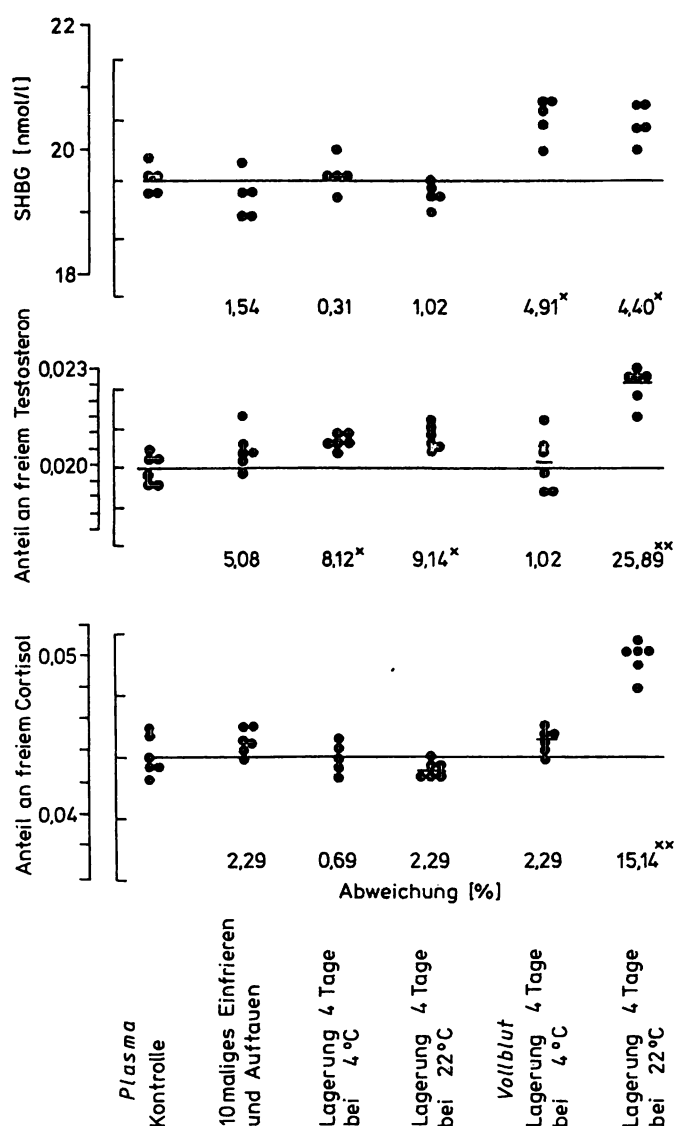 SHBG [nmol/l]
22
20
18
1,54 0,31 1,02 4,91x 4,40x
Anteil an freiem Testosteron
0,023
0,020
5,08 8,12x 9,14x 1,02 25,89xx
Anteil an freiem Cortisol
0,05
0,04
2,29 0,69 2,29 2,29 15,14xx
Abweichung [%]
Plasma
Kontrolle
10maliges Einfrieren
und Auftauen
Lagerung 4 Tage
bei 4°C
Lagerung 4 Tage
bei 22°C
Vollblut
Lagerung 4 Tage
bei 4°C
Lagerung 4 Tage
bei 22°C